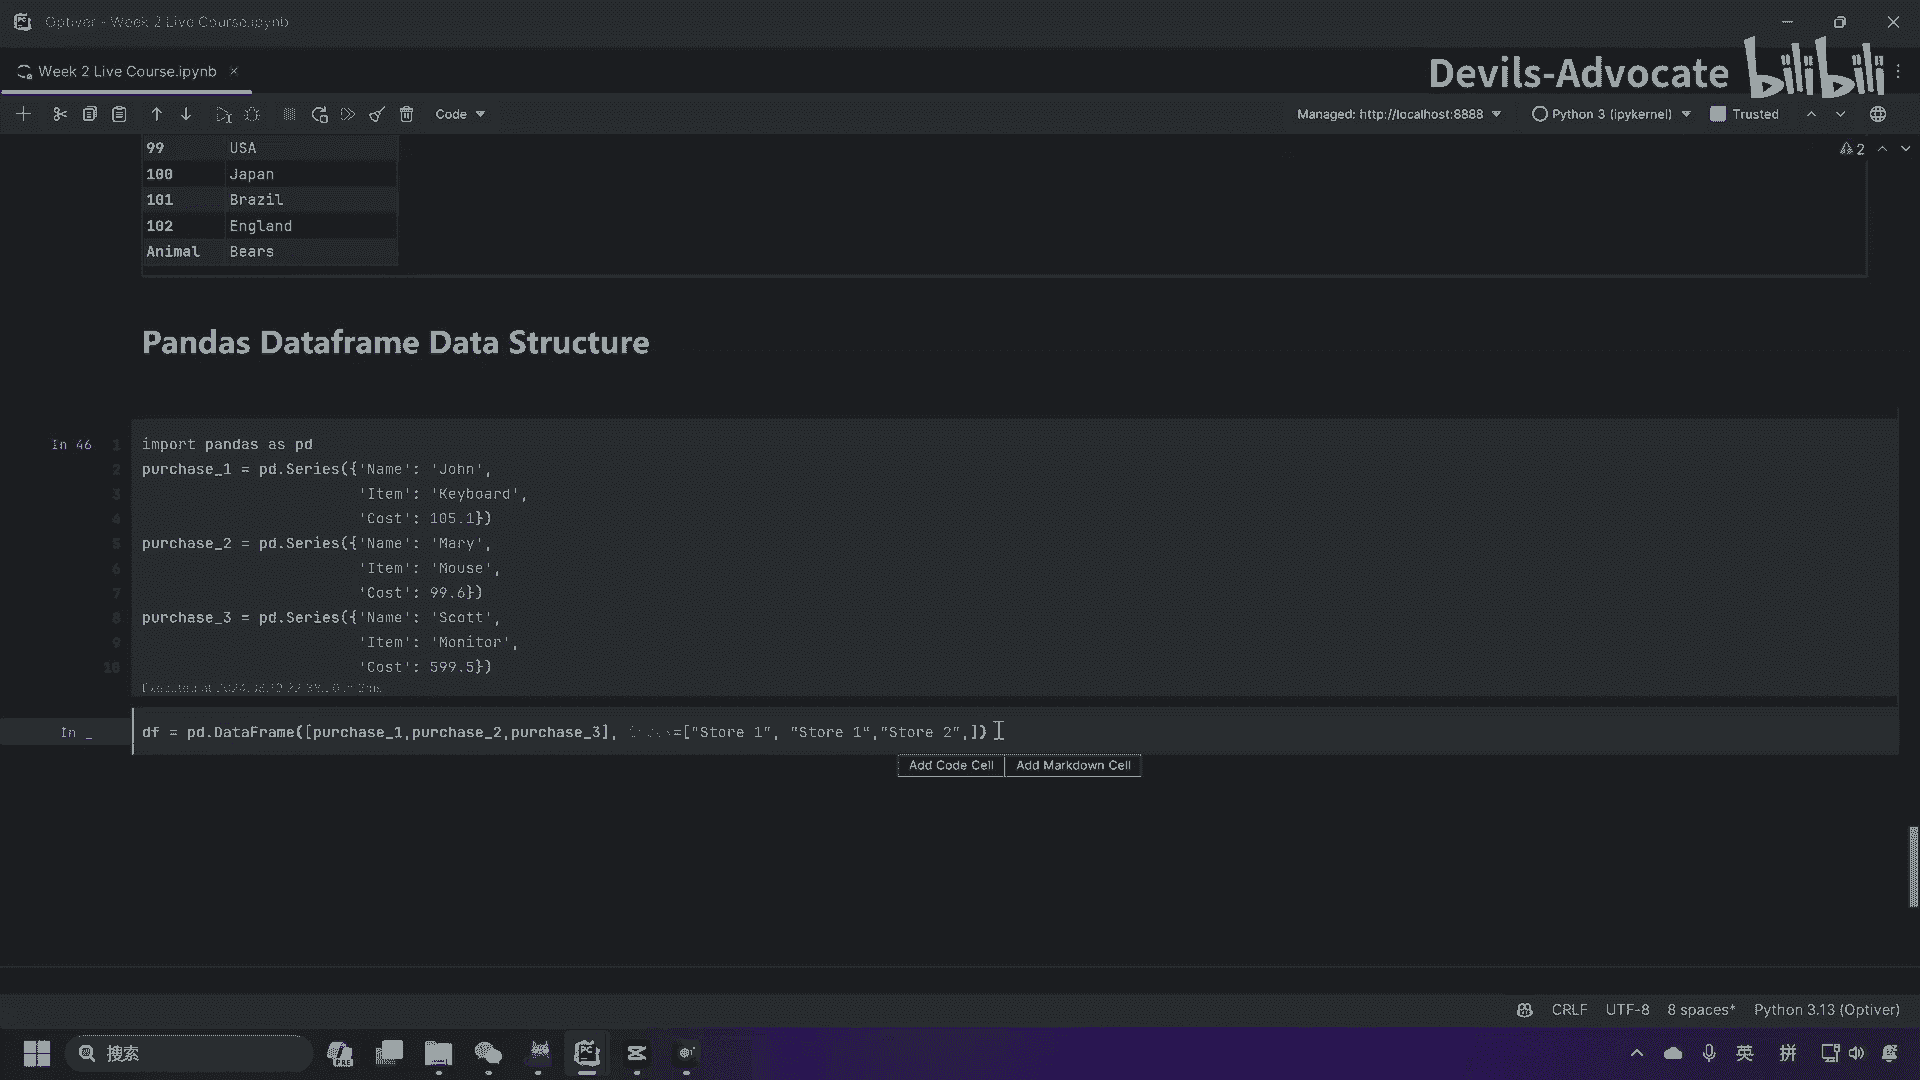 Optiver - Week 2 Live Course.ipynb
Week 2 Live Course.ipynb
Devils-Advocate bilibili
Code
Managed: http://localhost:8888
Python 3 (ipykernel)
Trusted
99 USA
2
100 Japan
101 Brazil
102 England
Animal Bears
Pandas Dataframe Data Structure
In 46
1 import pandas as pd
2 purchase_1 = pd.Series({'Name': 'John',
3 'Item': 'Keyboard',
4 'Cost': 105.1})
5 purchase_2 = pd.Series({'Name': 'Mary',
6 'Item': 'Mouse',
7 'Cost': 99.6})
8 purchase_3 = pd.Series({'Name': 'Scott',
9 'Item': 'Monitor',
10 'Cost': 599.5})
Executed at
In _ df = pd.DataFrame([purchase_1,purchase_2,purchase_3], =["Store 1", "Store 1","Store 2",])
Add Code Cell Add Markdown Cell
CRLF UTF-8 8 spaces* Python 3.13 (Optiver)
搜索
英 拼